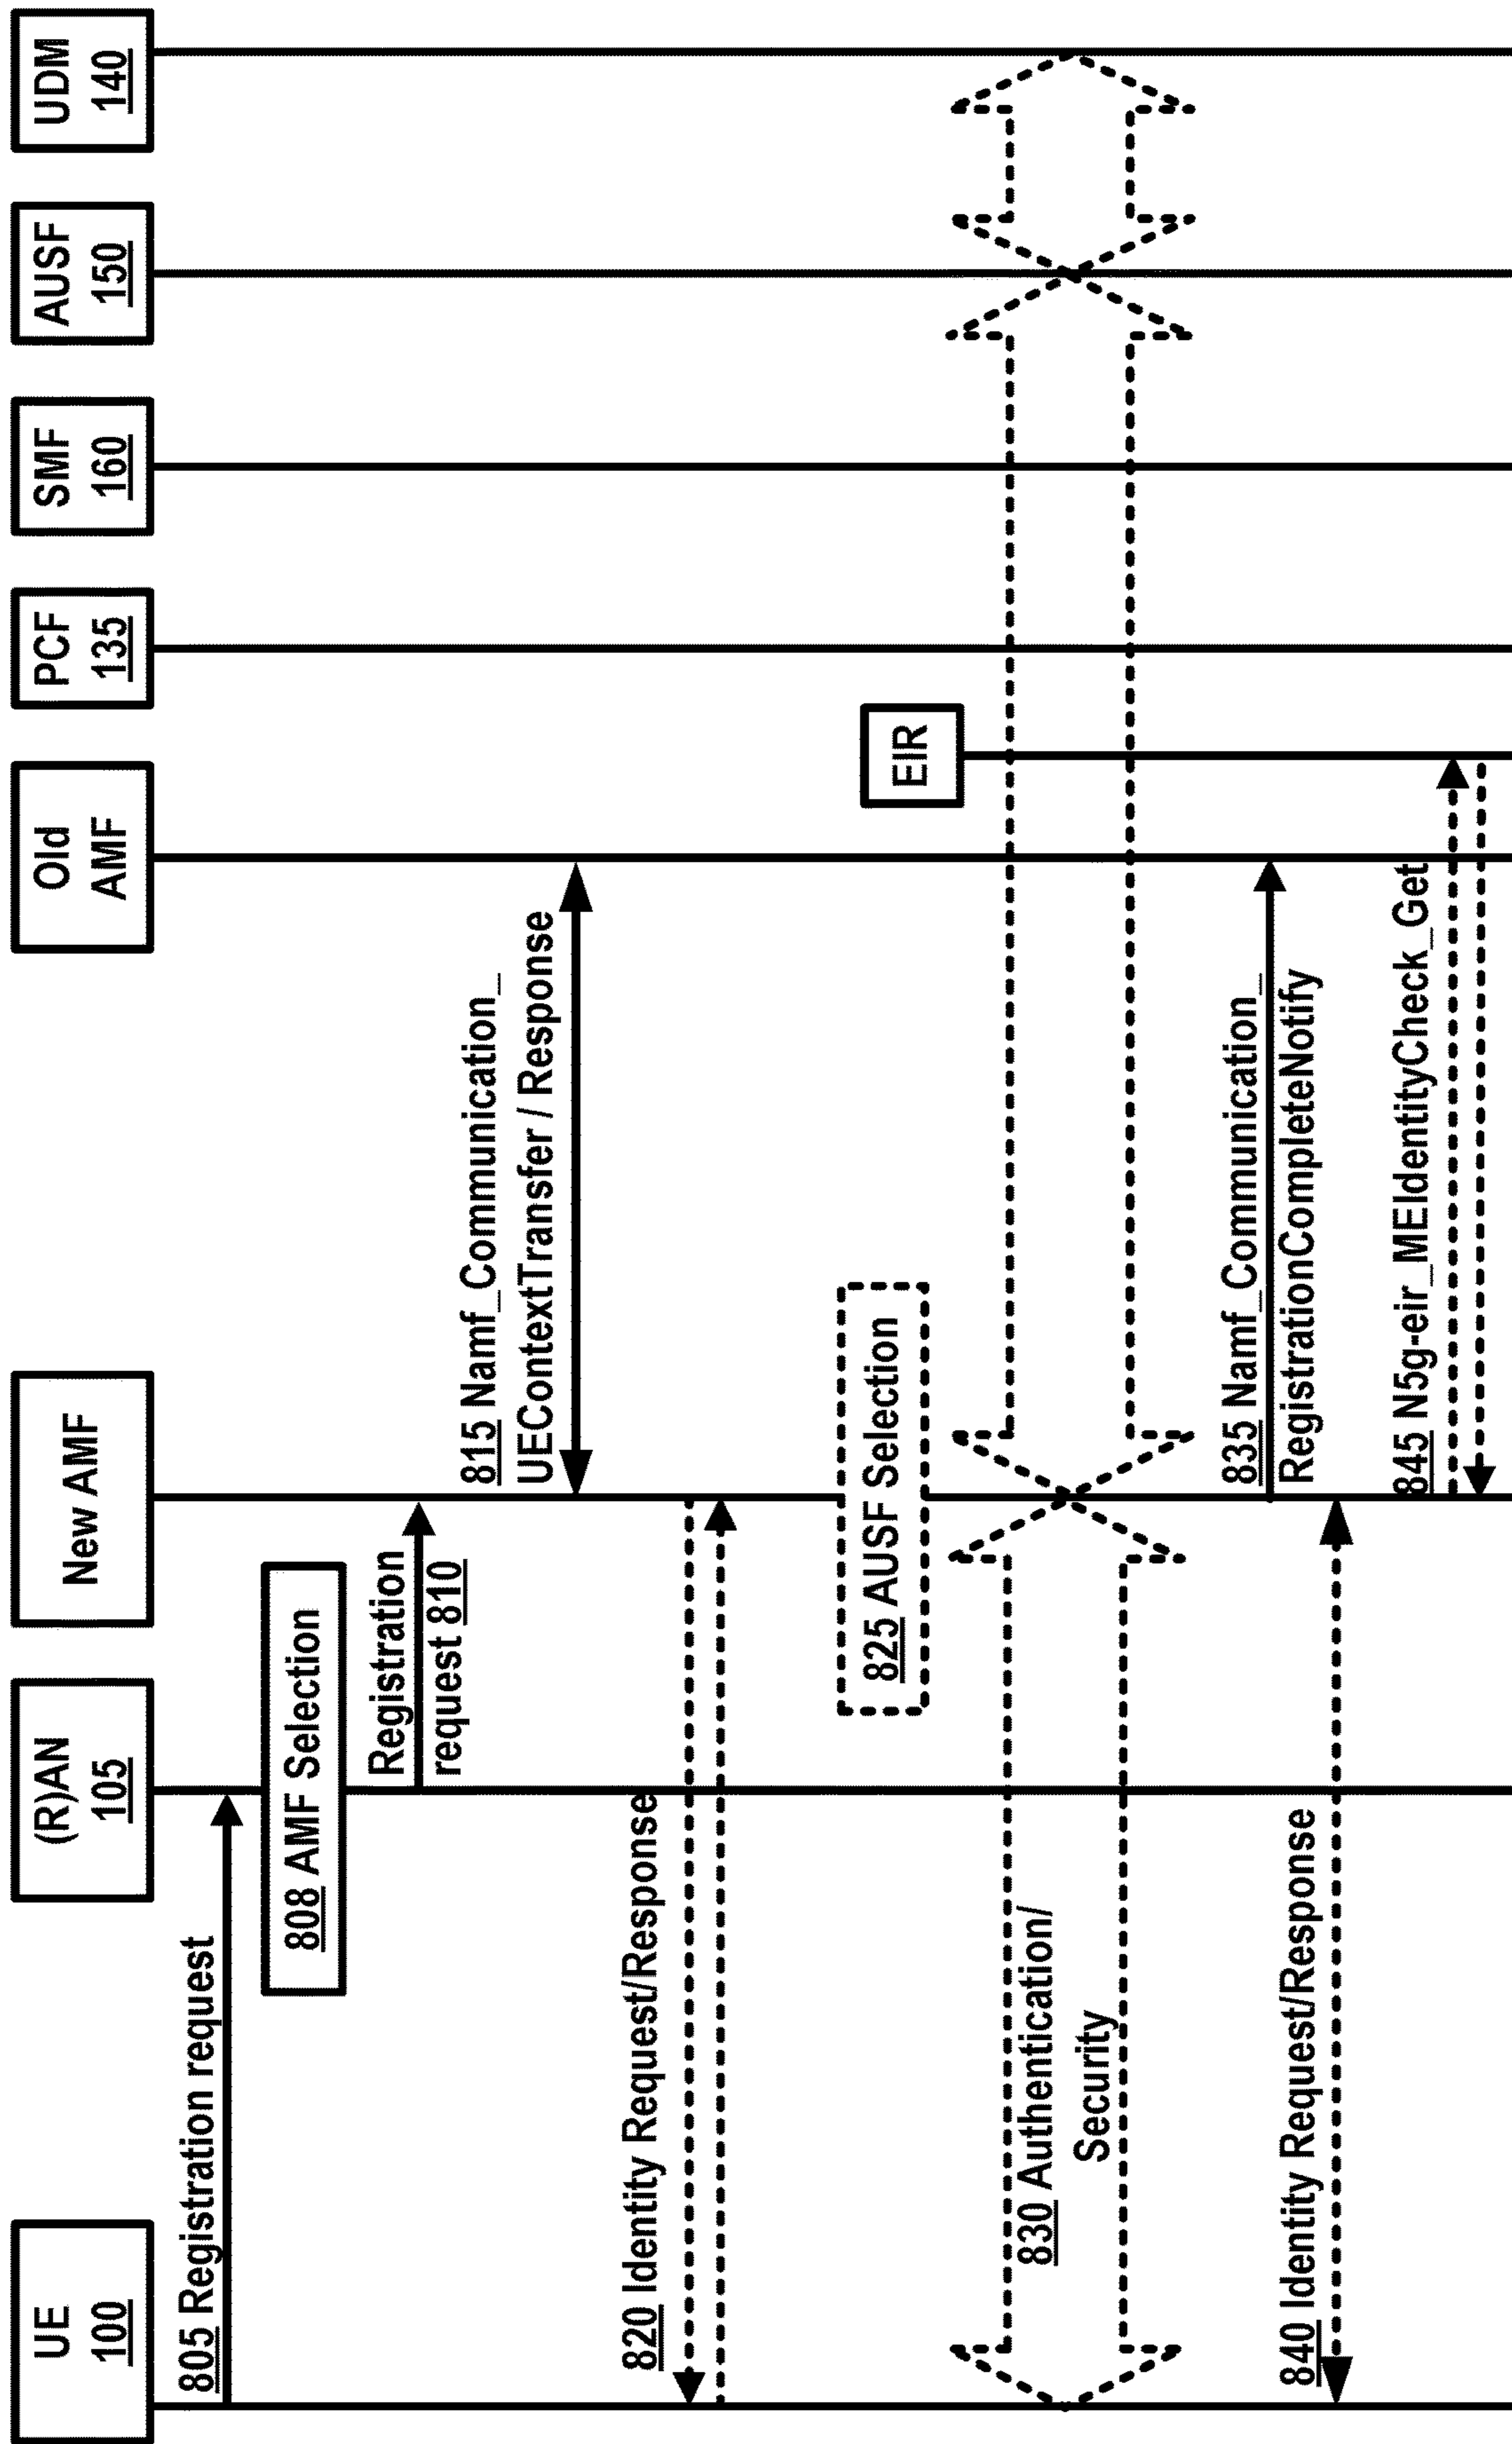 UE
100
(R)AN
105
New AMF
Old
AMF
PCF
135
SMF
160
AUSF
150
UDM
140
805 Registration request
808 AMF Selection
Registration
request 810
815 Namf_Communication_
UEContextTransfer / Response
820 Identity Request/Response
825 AUSF Selection
EIR
830 Authentication/
Security
835 Namf_Communication_
RegistrationCompleteNotify
840 Identity Request/Response
845 N5g-eir_MEIdentityCheck_Get